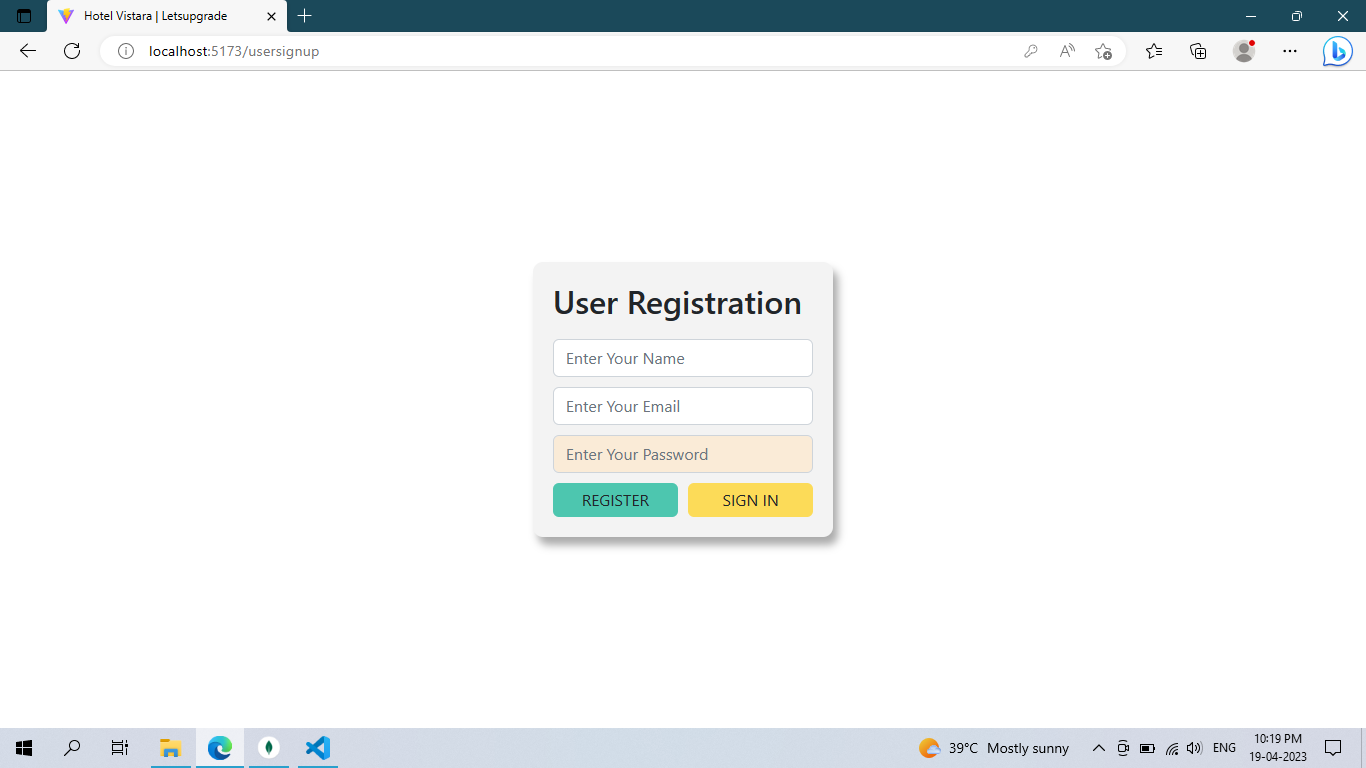 Hotel Vistara | Letsupgrade
localhost:5173/usersignup
User Registration
Enter Your Name
Enter Your Email
Enter Your Password
REGISTER SIGN IN
39°C Mostly sunny ENG 10:19 PM
19-04-2023